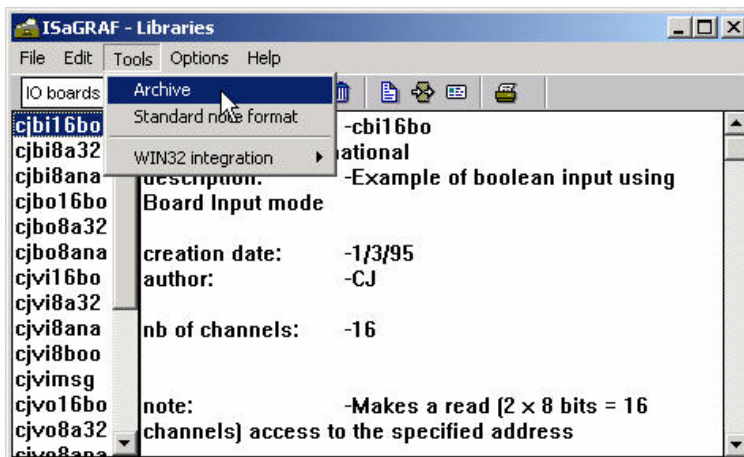 ISaGRAF - Libraries
File Edit Tools Options Help
IO boards
Archive
Standard note format
WIN32 integration
cjbi16bo
cjbi8a32
cjbi8ana
cjbo16bo
cjbo8a32
cjbo8ana
cjvi16bo
cjvi8a32
cjvi8ana
cjvi8boo
cjvimsg
cjvo16bo
cjvo8a32
cjvo8ana
-cbi16bo
national
description: -Example of boolean input using
Board Input mode
creation date: -1/3/95
author: -CJ
nb of channels: -16
note: -Makes a read (2 x 8 bits = 16
channels) access to the specified address